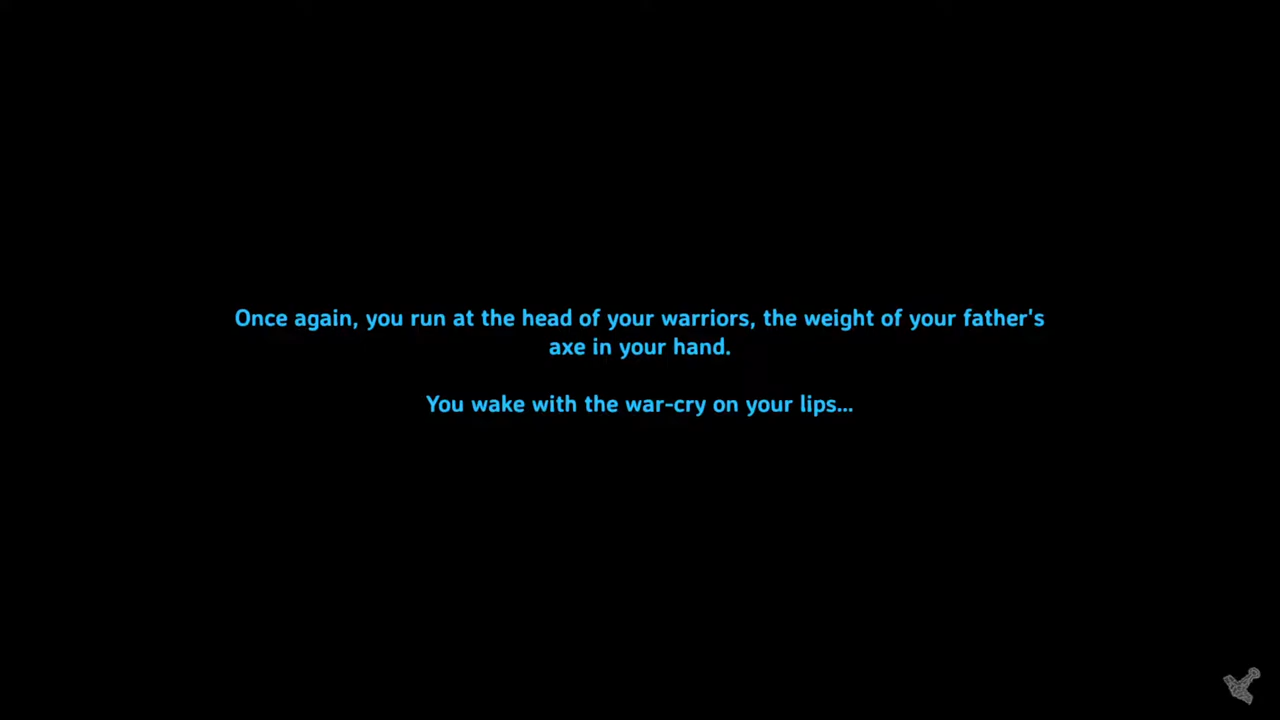 Once again, you run at the head of your warriors, the weight of your father's
axe in your hand.
You wake with the war-cry on your lips...